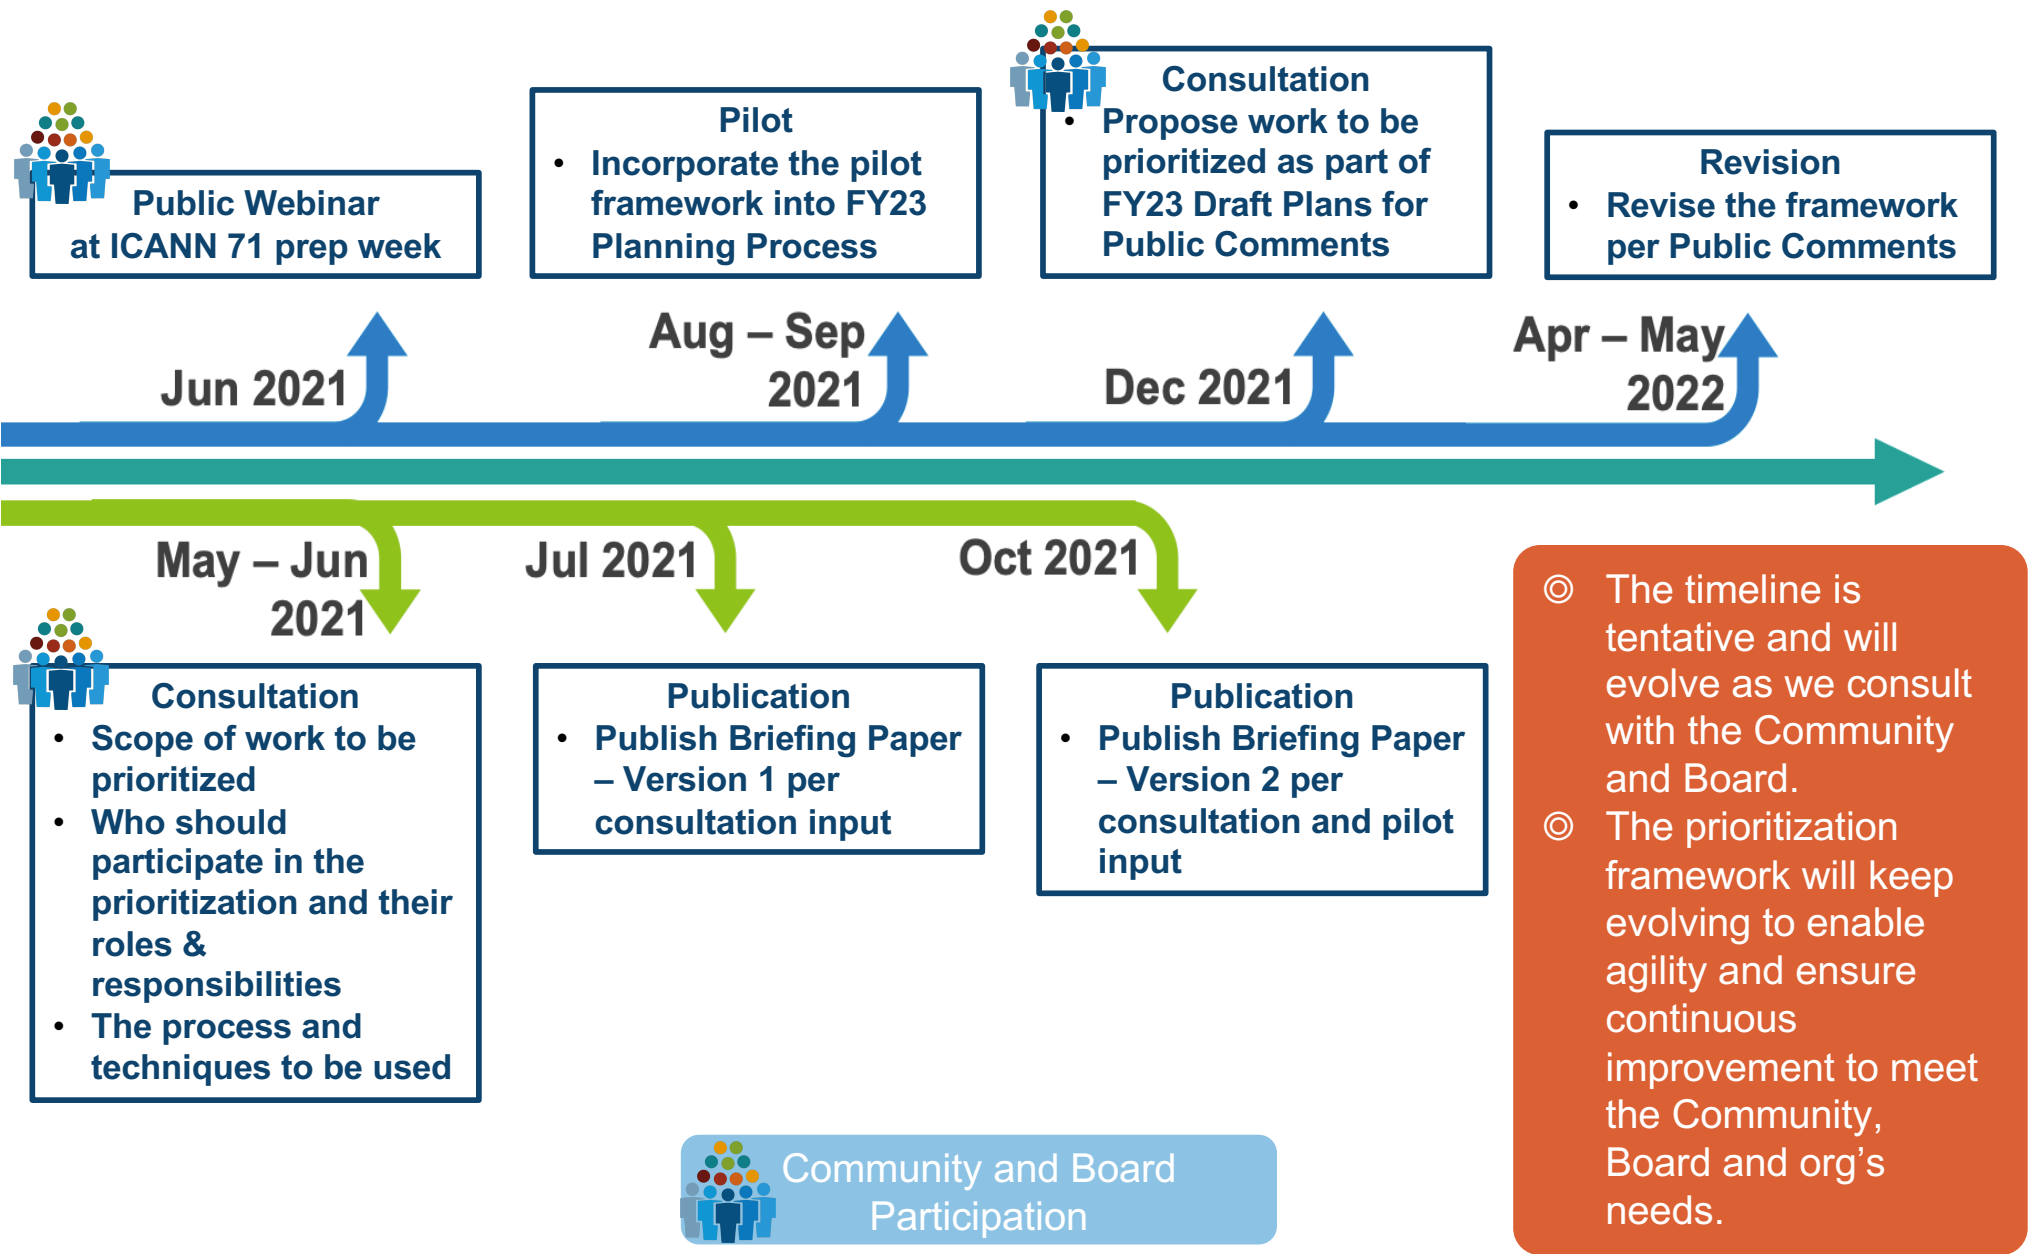 Public Webinar
at ICANN 71 prep week
Pilot
• Incorporate the pilot
framework into FY23
Planning Process
Consultation
• Propose work to be
prioritized as part of
FY23 Draft Plans for
Public Comments
Revision
• Revise the framework
per Public Comments
Jun 2021
Aug – Sep
2021
Dec 2021
Apr – May
2022
May – Jun
2021
Jul 2021
Oct 2021
Consultation
• Scope of work to be
prioritized
• Who should
participate in the
prioritization and their
roles &
responsibilities
• The process and
techniques to be used
Publication
• Publish Briefing Paper
– Version 1 per
consultation input
Publication
• Publish Briefing Paper
– Version 2 per
consultation and pilot
input
◎ The timeline is
tentative and will
evolve as we consult
with the Community
and Board.
◎ The prioritization
framework will keep
evolving to enable
agility and ensure
continuous
improvement to meet
the Community,
Board and org’s
needs.
Community and Board
Participation